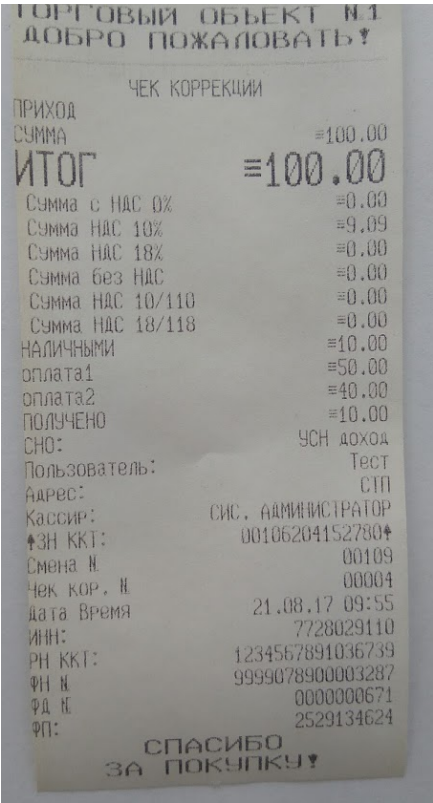 ТОРГОВЫЙ ОБЪЕКТ N.1
ДОБРО ПОЖАЛОВАТЬ!
ЧЕК КОРРЕКЦИИ
ПРИХОД
СУММА ≡100.00
ИТОГ ≡100.00
Сумма с НДС 0% ≡0.00
Сумма НДС 10% ≡9.09
Сумма НДС 18% ≡0.00
Сумма без НДС ≡0.00
Сумма НДС 10/110 ≡0.00
Сумма НДС 18/118 ≡0.00
НАЛИЧНЫМИ ≡10.00
оплата1 ≡50.00
оплата2 ≡40.00
ПОЛУЧЕНО ≡10.00
СНО: УСН доход
Пользователь: Тест
Адрес: СТП
Кассир: СИС. АДМИНИСТРАТОР
ЗН ККТ: 00106204152780
Смена № 00109
Чек кор. № 00004
Дата Время 21.08.17 09:55
ИНН: 7728029110
РН ККТ: 1234567891036739
ФН № 9999078900003287
ФД № 0000000671
ФП: 2529134624
СПАСИБО
ЗА ПОКУПКУ!